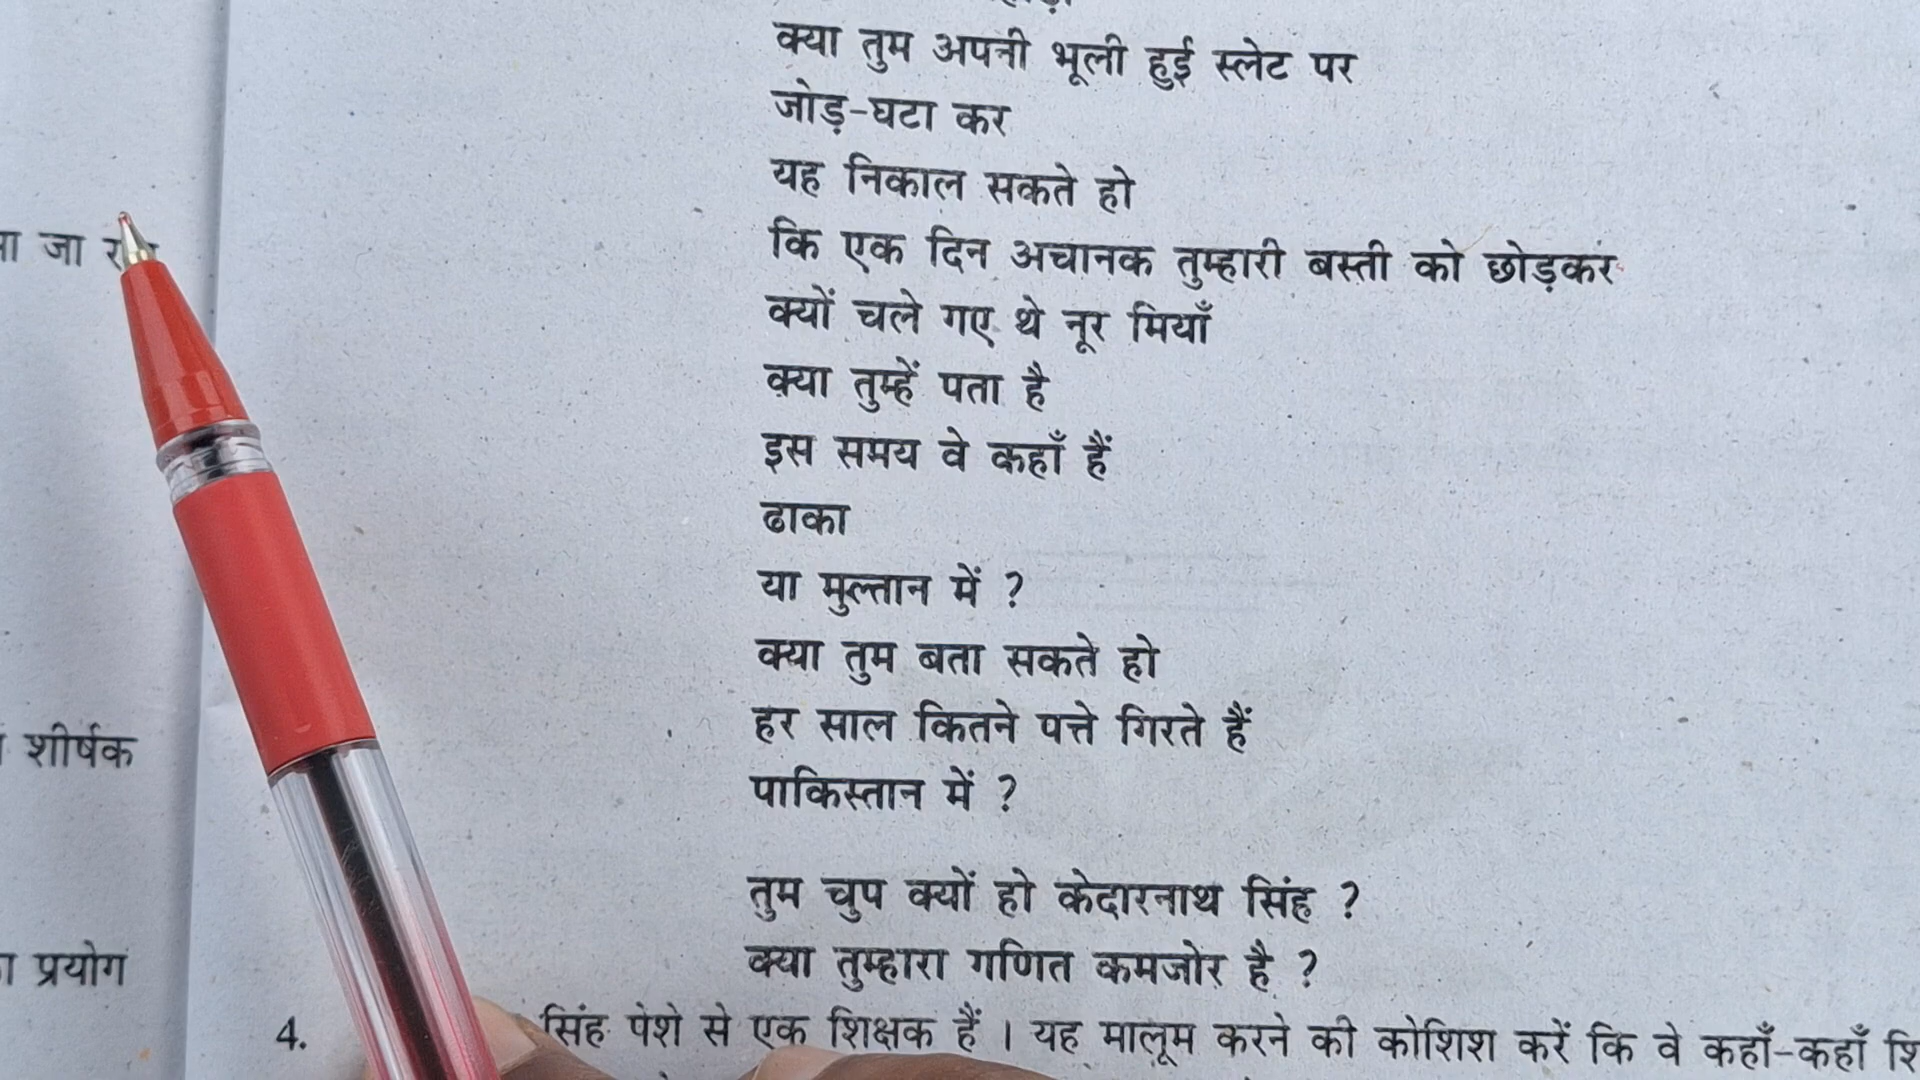 क्या तुम अपनी भूली हुई स्लेट पर
जोड़-घटा कर
यह निकाल सकते हो
कि एक दिन अचानक तुम्हारी बस्ती को छोड़कर
क्यों चले गए थे नूर मियाँ
क्या तुम्हें पता है
इस समय वे कहाँ हैं
ढाका
या मुल्तान में ?
क्या तुम बता सकते हो
हर साल कितने पत्ते गिरते हैं
पाकिस्तान में ?
तुम चुप क्यों हो केदारनाथ सिंह ?
क्या तुम्हारा गणित कमजोर है ?
4. सिंह पेशे से एक शिक्षक हैं । यह मालूम करने की कोशिश करें कि वे कहाँ-कहाँ
जा
शीर्षक
प्रयोग